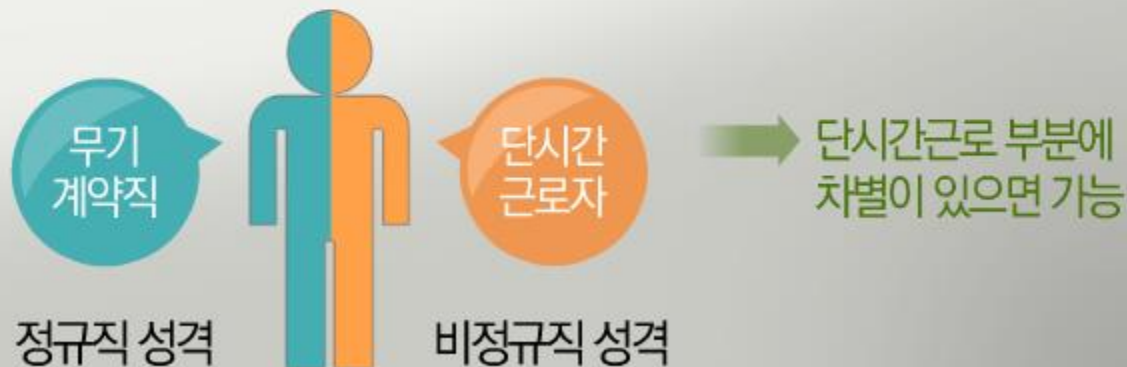 무기
계약직
단시간
근로자
단시간근로 부분에
차별이 있으면 가능
정규직 성격
비정규직 성격